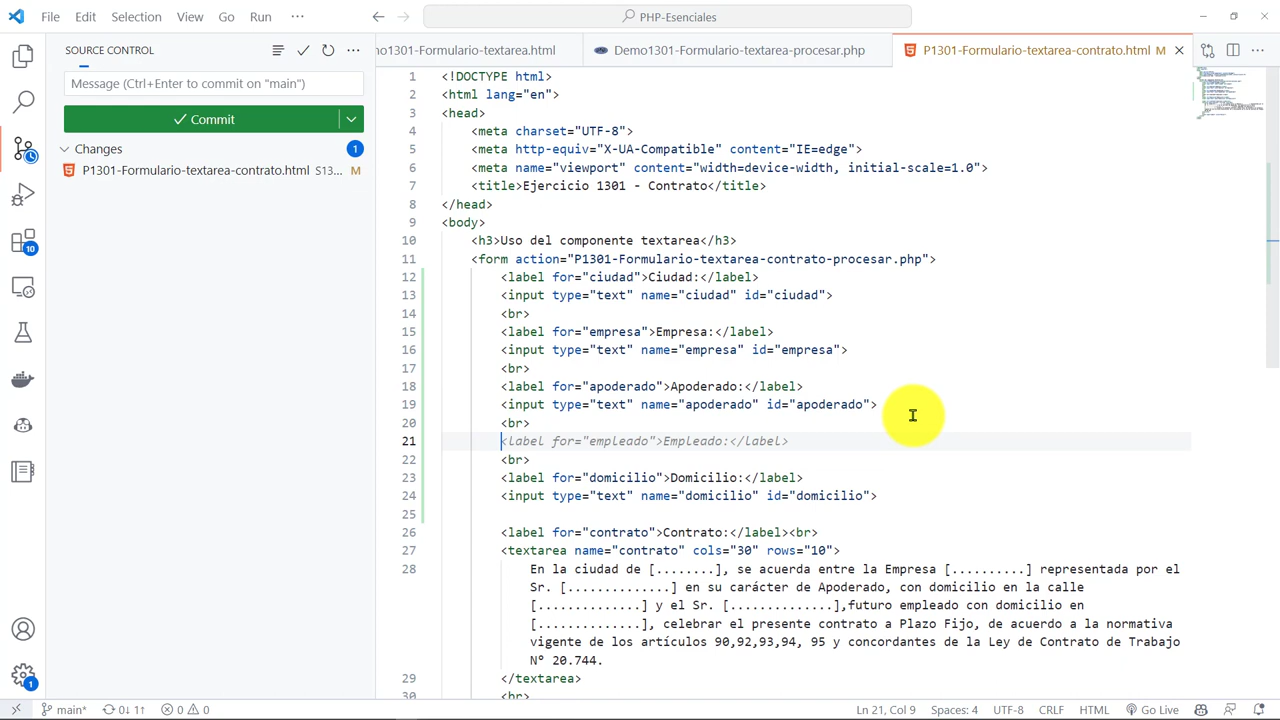 File Edit Selection View Go Run ··· PHP-Esenciales
SOURCE CONTROL
Message (Ctrl+Enter to commit on "main")
Commit
Changes 1
P1301-Formulario-textarea-contrato.html S13... M
10
1
mo1301-Formulario-textarea.html Demo1301-Formulario-textarea-procesar.php P1301-Formulario-textarea-contrato.html M
1 <!DOCTYPE html>
2 <html lang="en">
3 <head>
4 <meta charset="UTF-8">
5 <meta http-equiv="X-UA-Compatible" content="IE=edge">
6 <meta name="viewport" content="width=device-width, initial-scale=1.0">
7 <title>Ejercicio 1301 - Contrato</title>
8 </head>
9 <body>
10 <h3>Uso del componente textarea</h3>
11 <form action="P1301-Formulario-textarea-contrato-procesar.php">
12 <label for="ciudad">Ciudad:</label>
13 <input type="text" name="ciudad" id="ciudad">
14 <br>
15 <label for="empresa">Empresa:</label>
16 <input type="text" name="empresa" id="empresa">
17 <br>
18 <label for="apoderado">Apoderado:</label>
19 <input type="text" name="apoderado" id="apoderado">
20 <br>
21 <label for="empleado">Empleado:</label>
22 <br>
23 <label for="domicilio">Domicilio:</label>
24 <input type="text" name="domicilio" id="domicilio">
25
26 <label for="contrato">Contrato:</label><br>
27 <textarea name="contrato" cols="30" rows="10">
28 En la ciudad de [........], se acuerda entre la Empresa [..........] representada por el
Sr. [..............] en su carácter de Apoderado, con domicilio en la calle
[..............] y el Sr. [..............],futuro empleado con domicilio en
[..............], celebrar el presente contrato a Plazo Fijo, de acuerdo a la normativa
vigente de los artículos 90,92,93,94, 95 y concordantes de la Ley de Contrato de Trabajo
Nº 20.744.
29 </textarea>
30 <br>
main* 0↓ 1↑ 0 0 Ln 21, Col 9 Spaces: 4 UTF-8 CRLF HTML Go Live